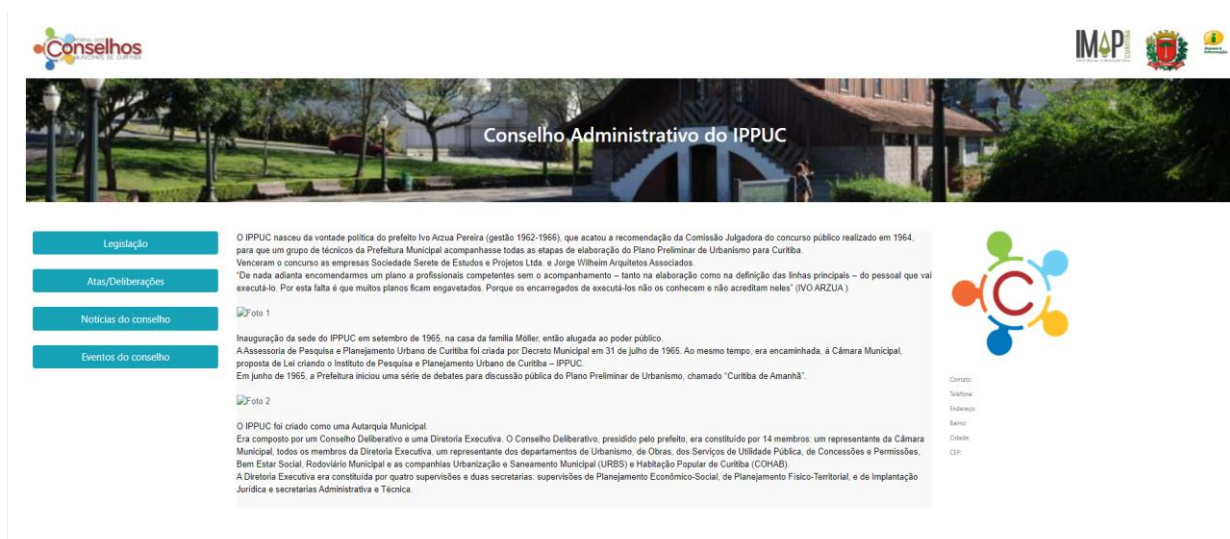 PORTAL DOS
Conselhos
MUNICIPAIS DE CURITIBA
IMAP
CURITIBA
Acesso à
Informação
Conselho Administrativo do IPPUC
Legislação
Atas/Deliberações
Notícias do conselho
Eventos do conselho
O IPPUC nasceu da vontade política do prefeito Ivo Arzua Pereira (gestão 1962-1966), que acatou a recomendação da Comissão Julgadora do concurso público realizado em 1964,
para que um grupo de técnicos da Prefeitura Municipal acompanhasse todas as etapas de elaboração do Plano Preliminar de Urbanismo para Curitiba.
Venceram o concurso as empresas Sociedade Serete de Estudos e Projetos Ltda. e Jorge Wilheim Arquitetos Associados.
“De nada adianta encomendarmos um plano a profissionais competentes sem o acompanhamento – tanto na elaboração como na definição das linhas principais – do pessoal que vai
executá-lo. Por esta falta é que muitos planos ficam engavetados. Porque os encarregados de executá-los não os conhecem e não acreditam neles” (IVO ARZUA )
Foto 1
Inauguração da sede do IPPUC em setembro de 1965, na casa da família Möller, então alugada ao poder público.
A Assessoria de Pesquisa e Planejamento Urbano de Curitiba foi criada por Decreto Municipal em 31 de julho de 1965. Ao mesmo tempo, era encaminhada, à Câmara Municipal,
proposta de Lei criando o Instituto de Pesquisa e Planejamento Urbano de Curitiba – IPPUC.
Em junho de 1965, a Prefeitura iniciou uma série de debates para discussão pública do Plano Preliminar de Urbanismo, chamado “Curitiba de Amanhã”.
Foto 2
O IPPUC foi criado como uma Autarquia Municipal.
Era composto por um Conselho Deliberativo e uma Diretoria Executiva. O Conselho Deliberativo, presidido pelo prefeito, era constituído por 14 membros: um representante da Câmara
Municipal, todos os membros da Diretoria Executiva, um representante dos departamentos de Urbanismo, de Obras, dos Serviços de Utilidade Pública, de Concessões e Permissões,
Bem Estar Social, Rodoviário Municipal e as companhias Urbanização e Saneamento Municipal (URBS) e Habitação Popular de Curitiba (COHAB).
A Diretoria Executiva era constituída por quatro supervisões e duas secretarias: supervisões de Planejamento Econômico-Social, de Planejamento Físico-Territorial, e de Implantação
Jurídica e secretarias Administrativa e Técnica.
C
Contato:
Telefone:
Endereço:
Bairro:
Cidade:
CEP: